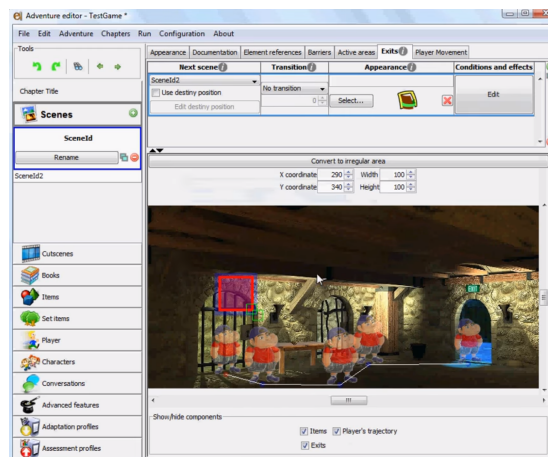 Adventure editor - TestGame *
File Edit Adventure Chapters Run Configuration About
Tools
Chapter Title
Scenes
SceneId
Rename
SceneId2
Cutscenes
Books
Items
Set items
Player
Characters
Conversations
Advanced features
Adaptation profiles
Assessment profiles
Appearance Documentation Element references Barriers Active areas Exits Player Movement
Next scene Transition Appearance Conditions and effects
SceneId2
Use destiny position
Edit destiny position
No transition
0
Select...
Edit
Convert to irregular area
X coordinate 290 Width 100
Y coordinate 340 Height 100
EXIT
Show/hide components
Items Player's trajectory
Exits